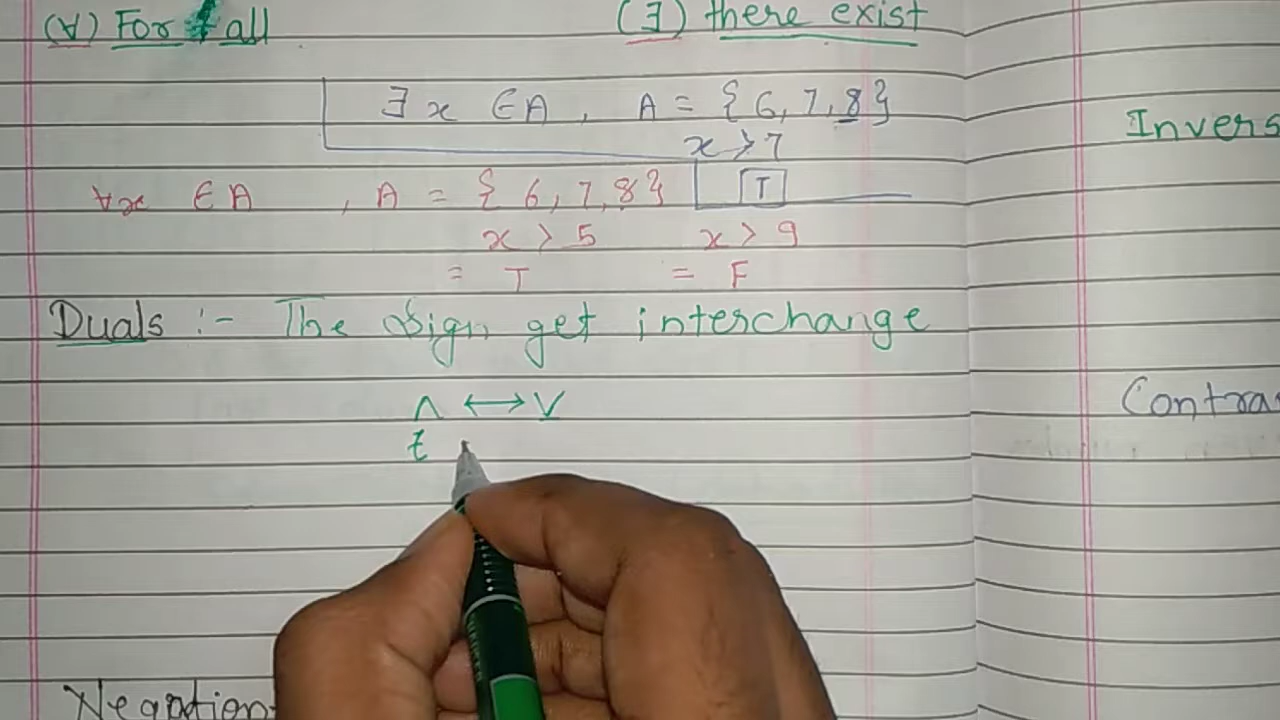 (∀) For all (∃) there exist
∃ x ∈ A , A = {6, 7, 8}
x > 7
∀x ∈ A , A = {6, 7, 8} T
x > 5 x > 9
= T = F
Duals :- The sign get interchange
∧ ↔ ∨
t
Negation
Invers
Contra